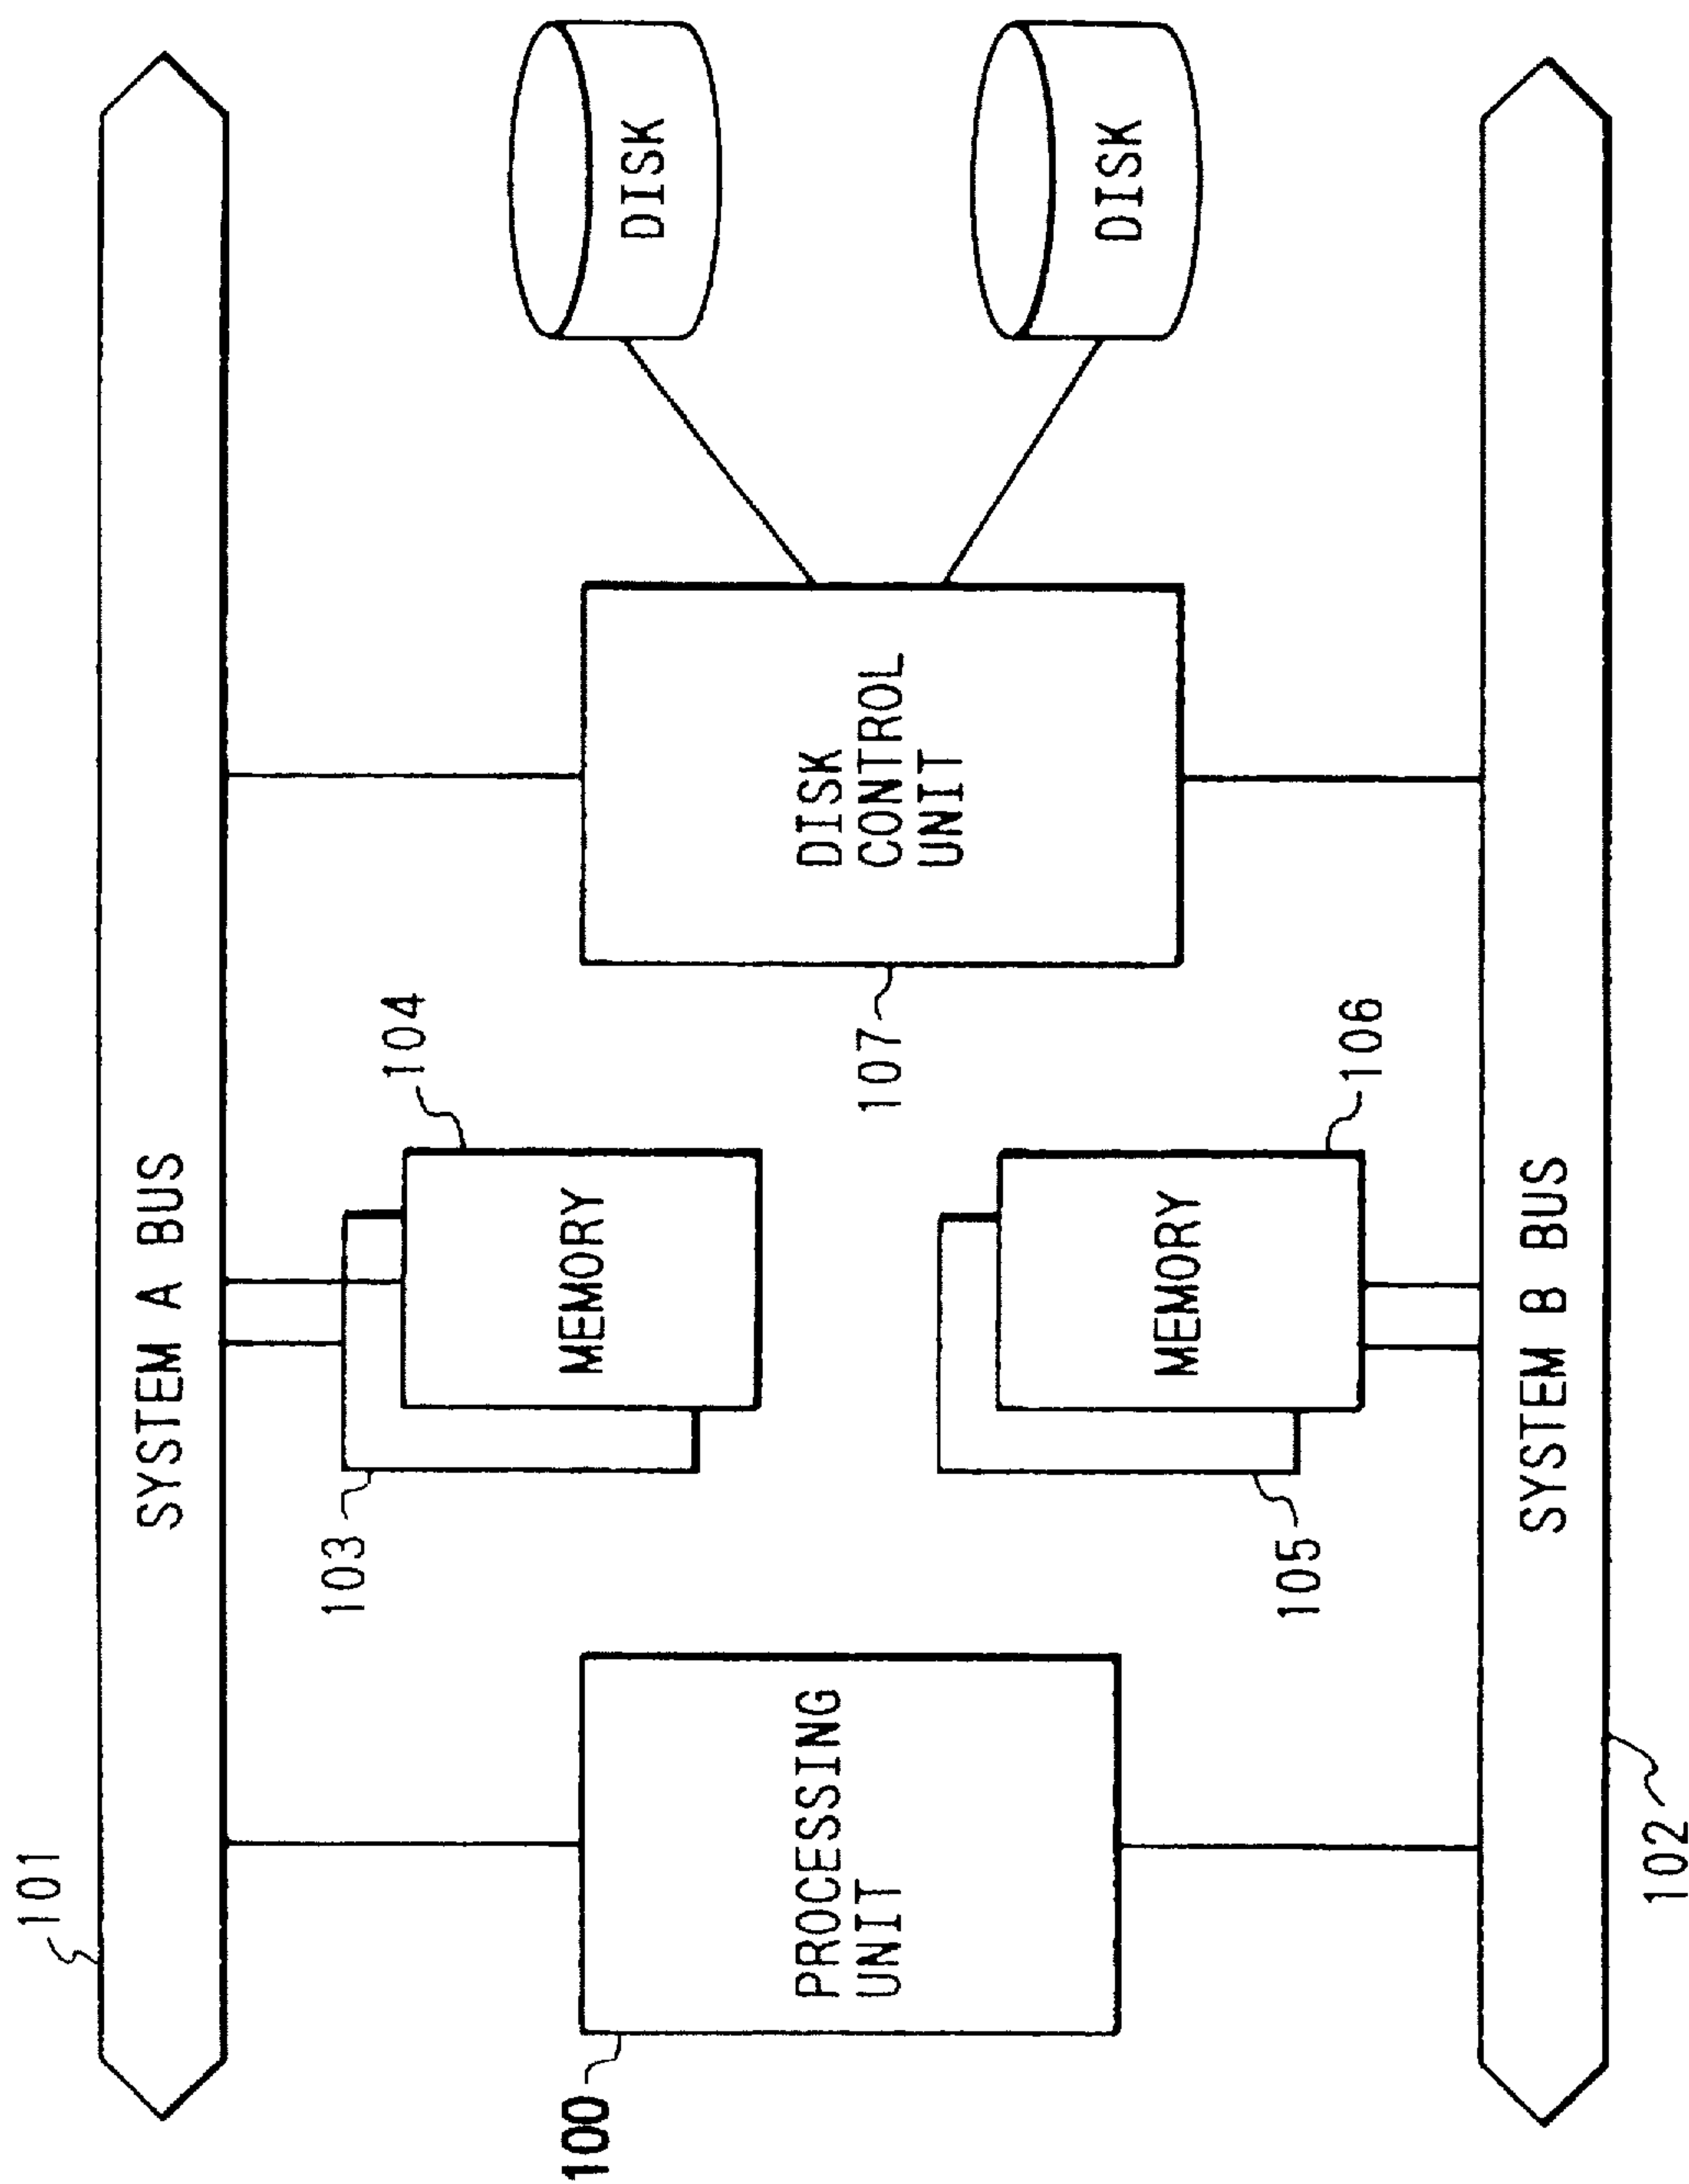 101
SYSTEM A BUS
103
104
MEMORY
DISK
100
PROCESSING
UNIT
107
DISK
CONTROL
UNIT
DISK
105
106
MEMORY
SYSTEM B BUS
102